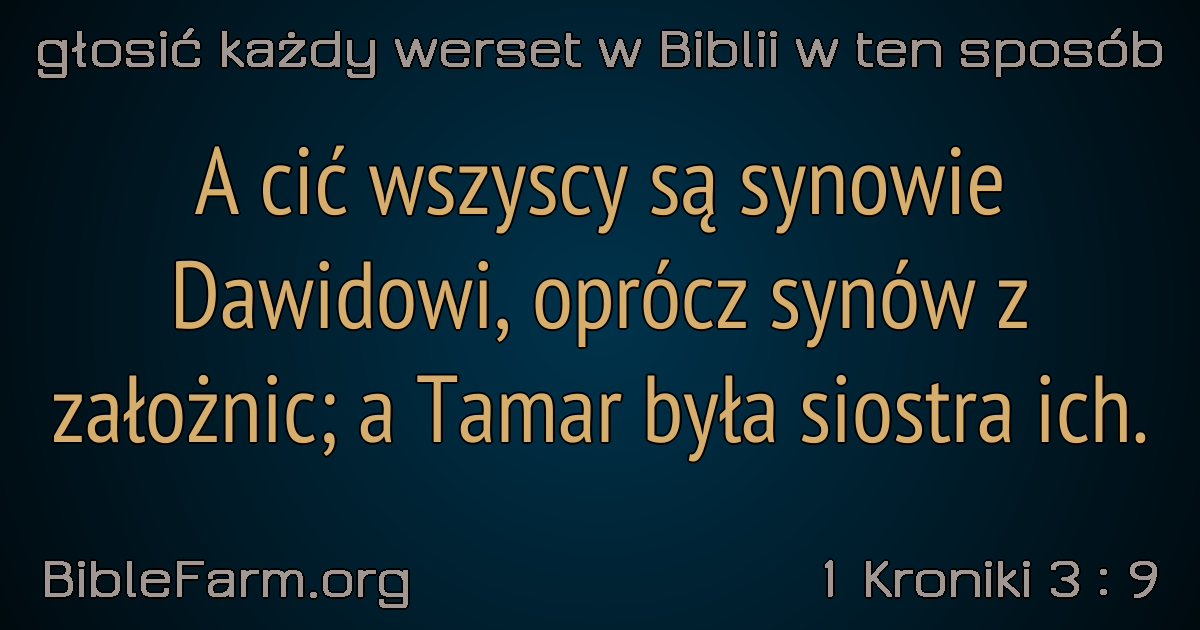 głosić każdy werset w Biblii w ten sposób
A cić wszyscy są synowie
Dawidowi, oprócz synów z
założnic; a Tamar była siostra ich.
BibleFarm.org
1 Kroniki 3 : 9